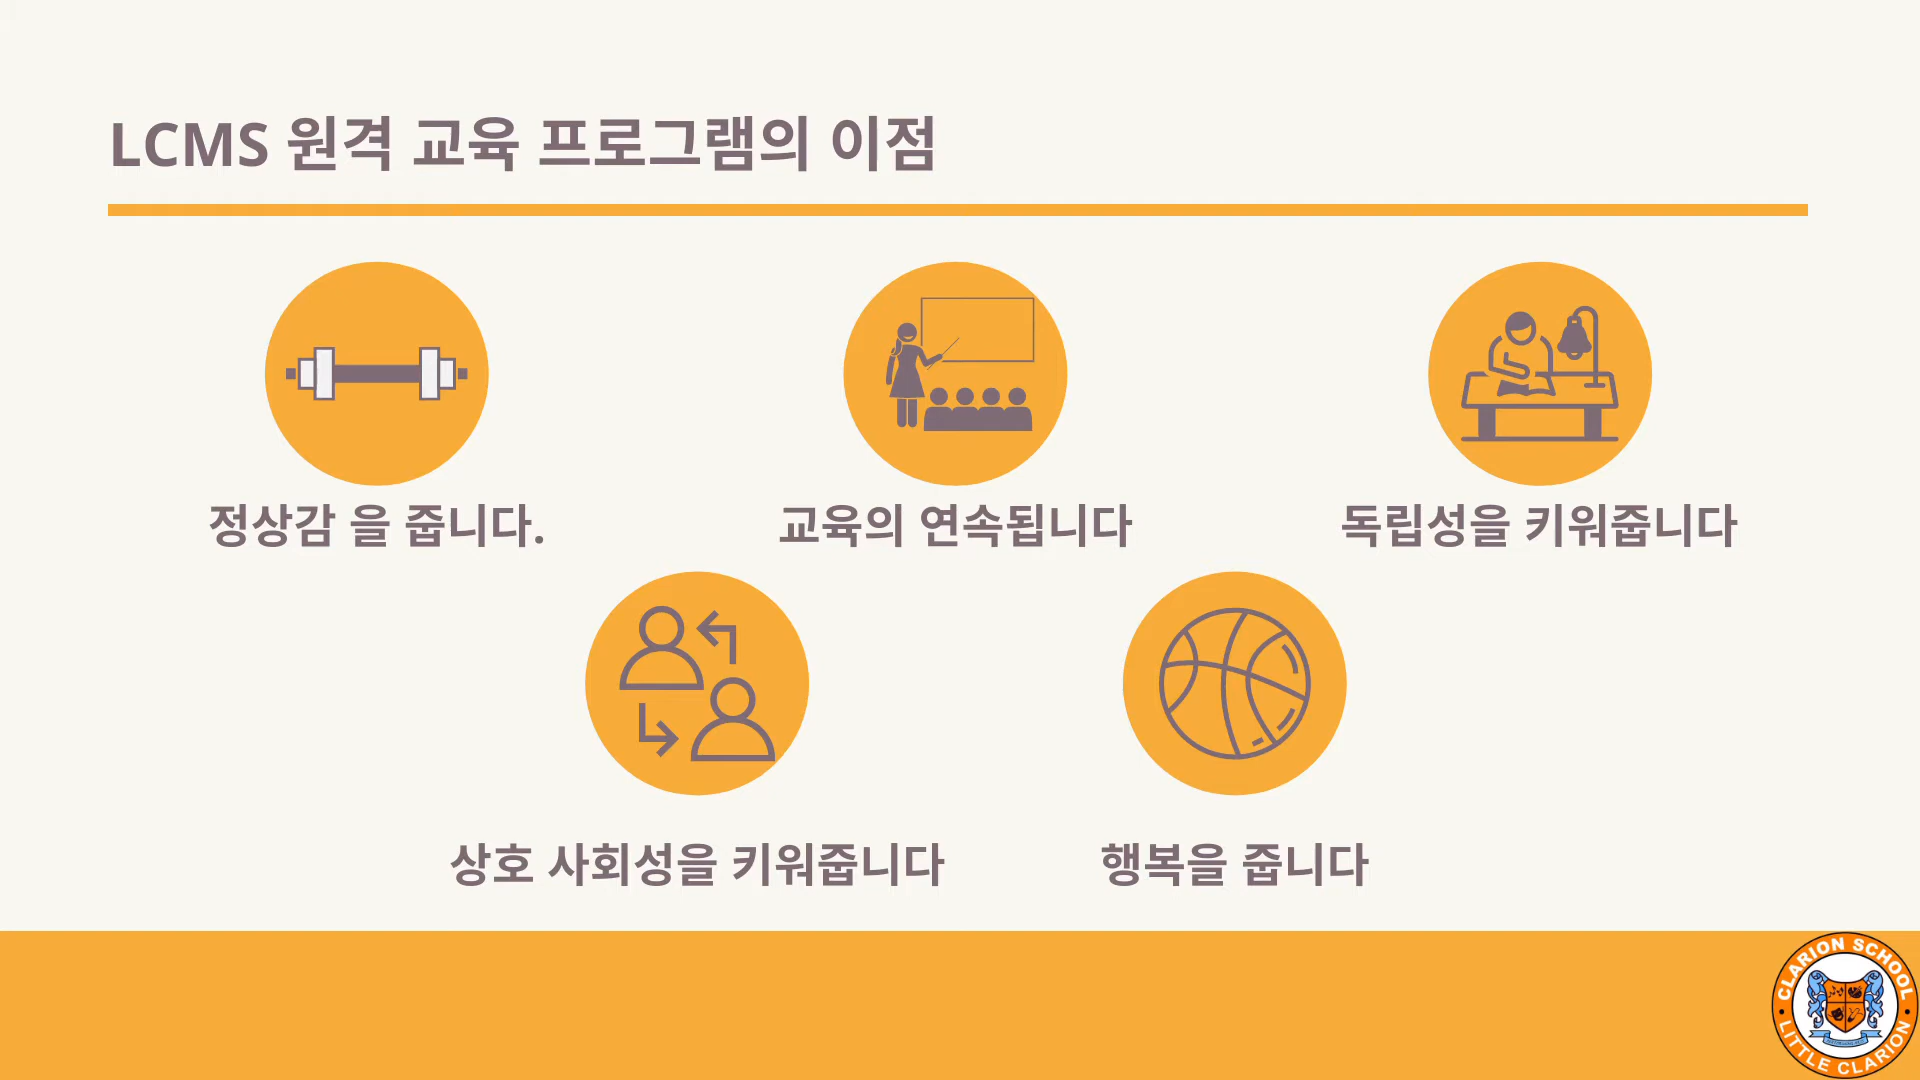 LCMS 원격 교육 프로그램의 이점
정상감 을 줍니다.
교육의 연속됩니다
독립성을 키워줍니다
상호 사회성을 키워줍니다
행복을 줍니다
CLARION SCHOOL
LITTLE CLARION